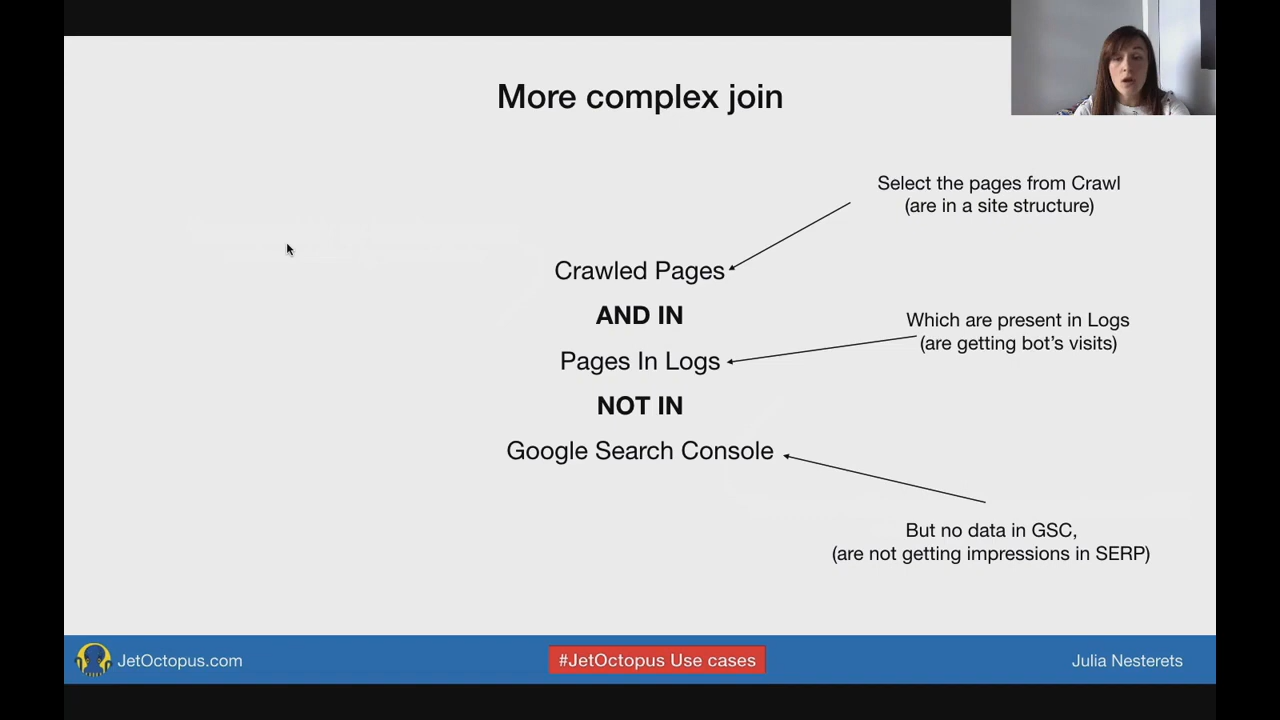 More complex join
Select the pages from Crawl
(are in a site structure)
Crawled Pages
AND IN
Which are present in Logs
(are getting bot's visits)
Pages In Logs
NOT IN
Google Search Console
But no data in GSC,
(are not getting impressions in SERP)
JetOctopus.com
#JetOctopus Use cases
Julia Nesterets